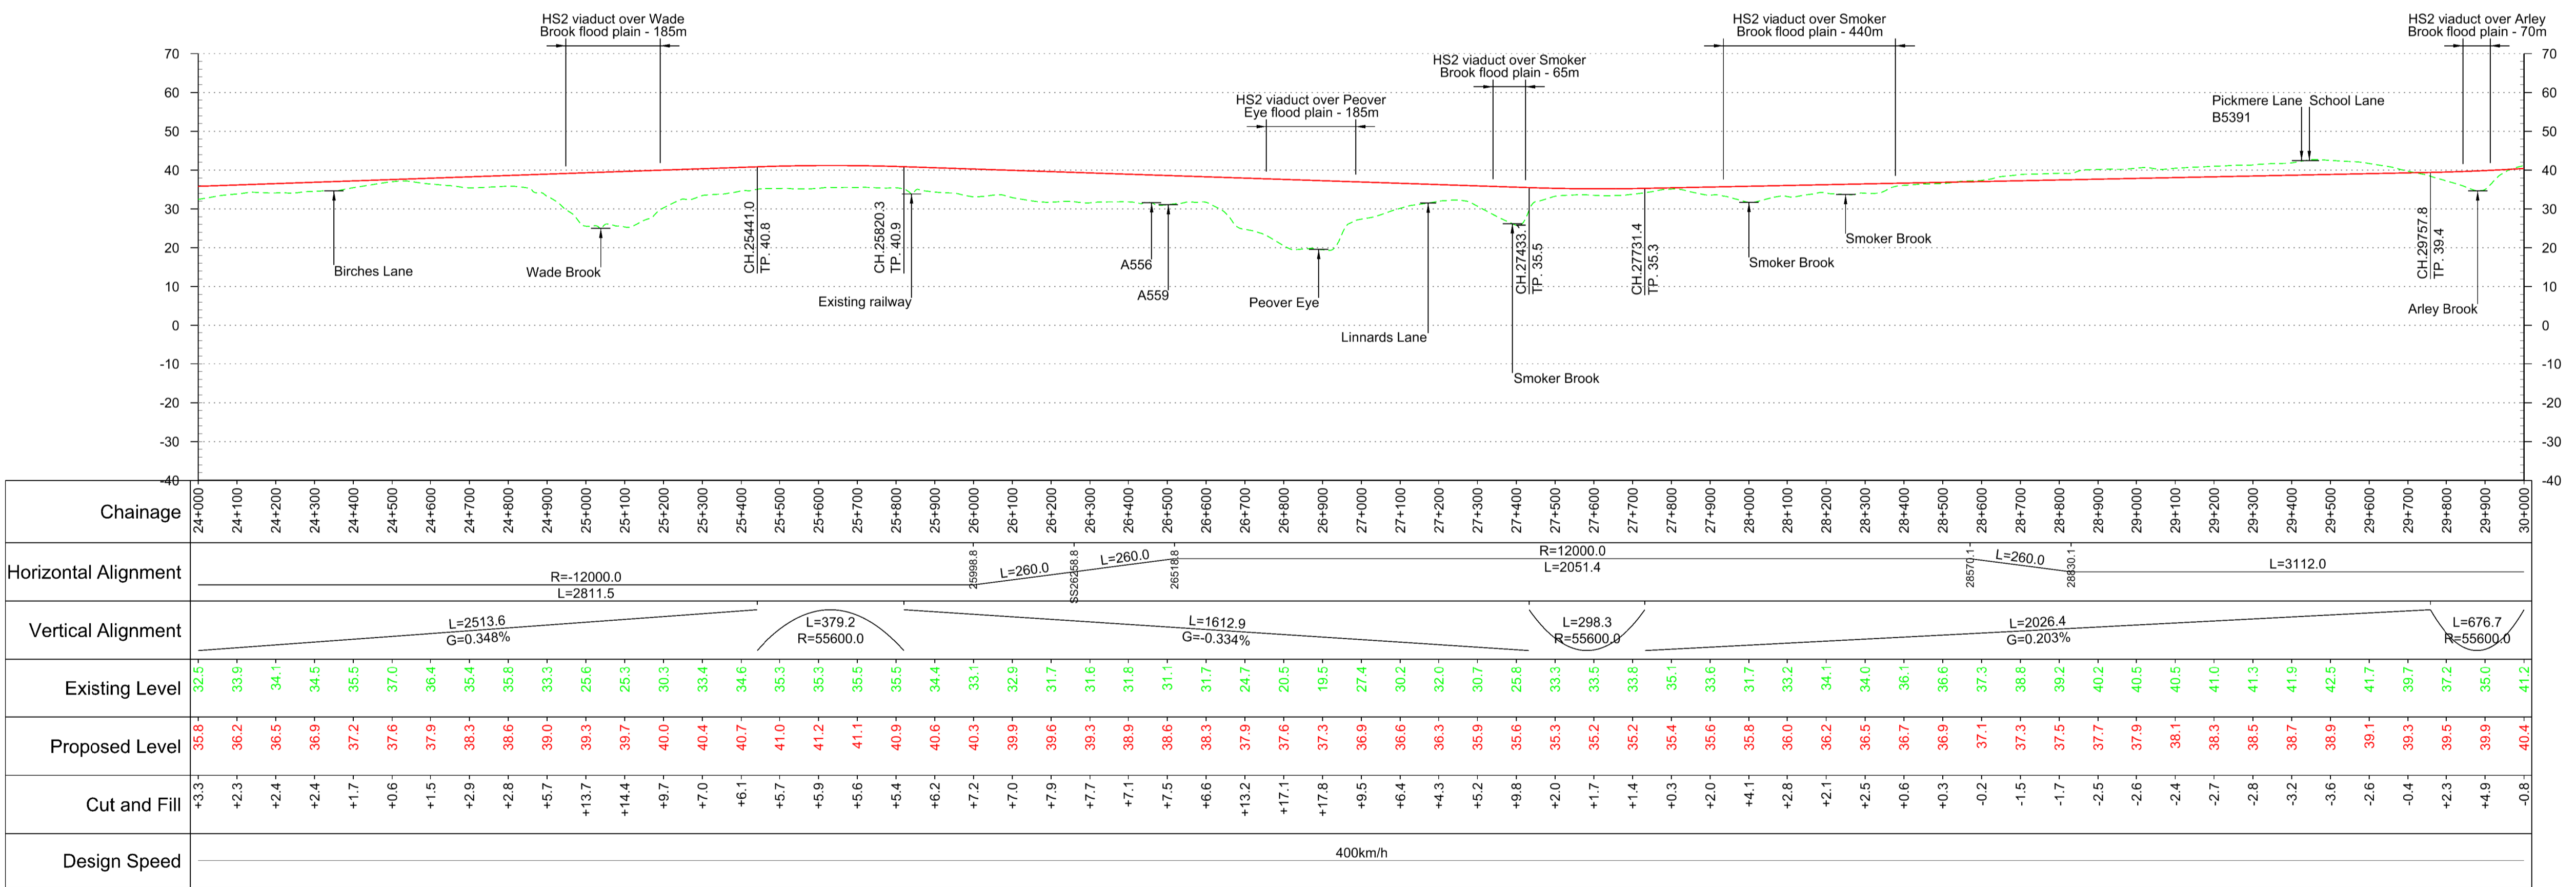 HS2 viaduct over Wade
Brook flood plain - 185m
HS2 viaduct over Peover
Eye flood plain - 185m
HS2 viaduct over Smoker
Brook flood plain - 65m
HS2 viaduct over Smoker
Brook flood plain - 440m
HS2 viaduct over Arley
Brook flood plain - 70m
70 70
60 60
50 50
40 40
30 30
20 20
10 10
0 0
-10 -10
-20 -20
-30 -30
-40 -40
Birches Lane
Wade Brook
CH.25441.0
TP. 40.8
CH.25820.3
TP. 40.9
Existing railway
A556
A559
Peover Eye
Linnards Lane
Smoker Brook
TP. 35.5
CH.27731.4
TP. 35.3
Smoker Brook
Smoker Brook
Pickmere Lane School Lane
B5391
CH.29757.8
TP. 39.4
Arley Brook
Chainage 24+000 24+100 24+200 24+300 24+400 24+500 24+600 24+700 24+800 24+900 25+000 25+100 25+200 25+300 25+400 25+500 25+600 25+700 25+800 25+900 26+000 26+100 26+200 26+300 26+400 26+500 26+600 26+700 26+800 26+900 27+000 27+100 27+200 27+300 27+400 27+500 27+600 27+700 27+800 27+900 28+000 28+100 28+200 28+300 28+400 28+500 28+600 28+700 28+800 28+900 29+000 29+100 29+200 29+300 29+400 29+500 29+600 29+700 29+800 29+900 30+000
Horizontal Alignment
R=-12000.0
L=2811.5
25998.8
L=260.0
SS26258.8
L=260.0
26518.8
R=12000.0
L=2051.4
28570.1
L=260.0
28830.1
L=3112.0
Vertical Alignment
L=2513.6
G=0.348%
L=379.2
R=55600.0
L=1612.9
G=-0.334%
L=298.3
R=55600.0
L=2026.4
G=0.203%
L=676.7
R=55600.0
Existing Level 32.5 33.9 34.1 34.5 35.5 37.0 36.4 35.4 35.8 33.3 25.6 25.3 30.3 33.4 34.6 35.3 35.3 35.5 35.5 34.4 33.1 32.9 31.7 31.6 31.8 31.1 31.7 24.7 20.5 19.5 27.4 30.2 32.0 30.7 25.8 33.3 33.5 33.8 35.1 33.6 31.7 33.2 34.1 34.0 36.1 36.6 37.3 38.8 39.2 40.2 40.5 40.5 41.0 41.3 41.9 42.5 41.7 39.7 37.2 35.0 41.2
Proposed Level 35.8 36.2 36.5 36.9 37.2 37.6 37.9 38.3 38.6 39.0 39.3 39.7 40.0 40.4 40.7 41.0 41.2 41.1 40.9 40.6 40.3 39.9 39.6 39.3 38.9 38.6 38.3 37.9 37.6 37.3 36.9 36.6 36.3 35.9 35.6 35.3 35.2 35.2 35.4 35.6 35.8 36.0 36.2 36.5 36.7 36.9 37.1 37.3 37.5 37.7 37.9 38.1 38.3 38.5 38.7 38.9 39.1 39.3 39.5 39.9 40.4
Cut and Fill +3.3 +2.3 +2.4 +2.4 +1.7 +0.6 +1.5 +2.9 +2.8 +5.7 +13.7 +14.4 +9.7 +7.0 +6.1 +5.7 +5.9 +5.6 +5.4 +6.2 +7.2 +7.0 +7.9 +7.7 +7.1 +7.5 +6.6 +13.2 +17.1 +17.8 +9.5 +6.4 +4.3 +5.2 +9.8 +2.0 +1.7 +1.4 +0.3 +2.0 +4.1 +2.8 +2.1 +2.5 +0.6 +0.3 -0.2 -1.5 -1.7 -2.5 -2.6 -2.4 -2.7 -2.8 -3.2 -3.6 -2.6 -0.4 +2.3 +4.9 -0.8
Design Speed 400km/h